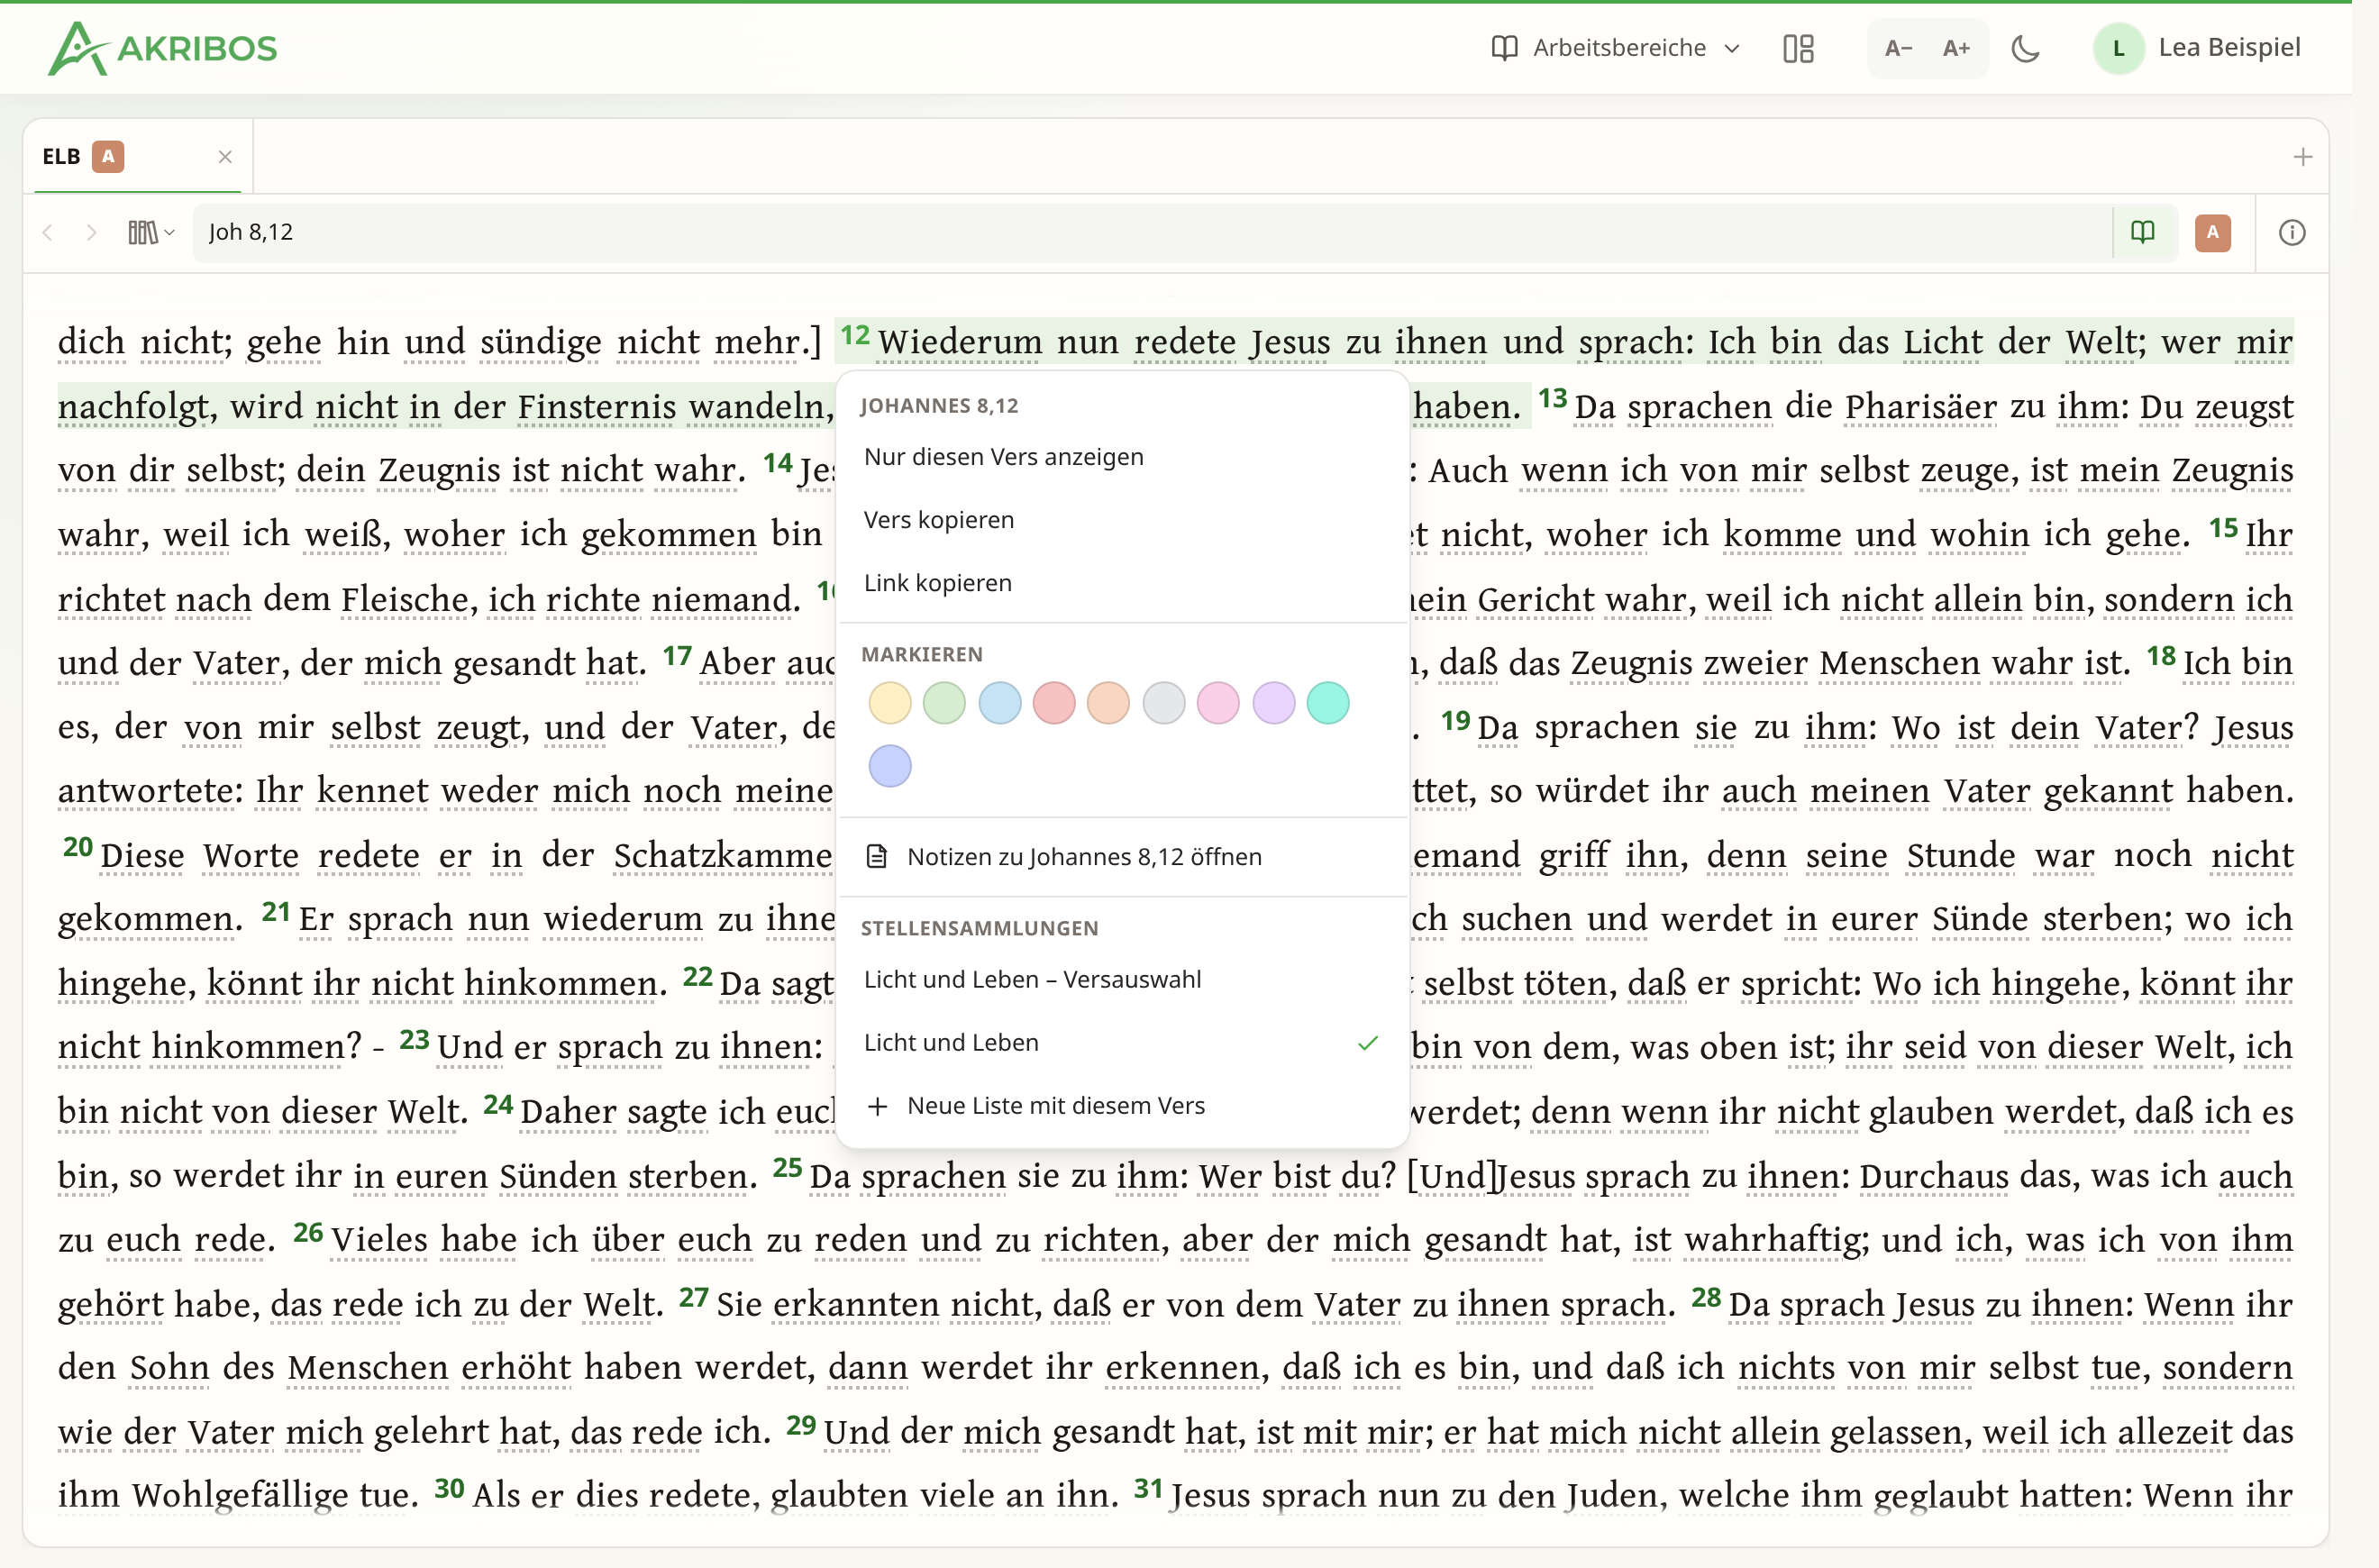 AKRIBOS
Arbeitsbereiche
A− A+
L Lea Beispiel
ELB A
Joh 8,12
A
dich nicht; gehe hin und sündige nicht mehr.] 12 Wiederum nun redete Jesus zu ihnen und sprach: Ich bin das Licht der Welt; wer mir
nachfolgt, wird nicht in der Finsternis wandeln, haben. 13 Da sprachen die Pharisäer zu ihm: Du zeugst
von dir selbst; dein Zeugnis ist nicht wahr. 14 : Auch wenn ich von mir selbst zeuge, ist mein Zeugnis
wahr, weil ich weiß, woher ich gekommen bin nicht, woher ich komme und wohin ich gehe. 15 Ihr
richtet nach dem Fleische, ich richte niemand. Gericht wahr, weil ich nicht allein bin, sondern ich
und der Vater, der mich gesandt hat. 17 Aber daß das Zeugnis zweier Menschen wahr ist. 18 Ich bin
es, der von mir selbst zeugt, und der Vater, . 19 Da sprachen sie zu ihm: Wo ist dein Vater? Jesus
antwortete: Ihr kennet weder mich noch so würdet ihr auch meinen Vater gekannt haben.
20 Diese Worte redete er in der griff ihn, denn seine Stunde war noch nicht
gekommen. 21 Er sprach nun wiederum zu suchen und werdet in eurer Sünde sterben; wo ich
hingehe, könnt ihr nicht hinkommen. 22 Da selbst töten, daß er spricht: Wo ich hingehe, könnt ihr
nicht hinkommen? - 23 Und er sprach zu ihnen: bin von dem, was oben ist; ihr seid von dieser Welt, ich
bin nicht von dieser Welt. 24 Daher sagte ich werdet; denn wenn ihr nicht glauben werdet, daß ich es
bin, so werdet ihr in euren Sünden sterben. 25 Da sprachen sie zu ihm: Wer bist du? [Und]Jesus sprach zu ihnen: Durchaus das, was ich auch
zu euch rede. 26 Vieles habe ich über euch zu reden und zu richten, aber der mich gesandt hat, ist wahrhaftig; und ich, was ich von ihm
gehört habe, das rede ich zu der Welt. 27 Sie erkannten nicht, daß er von dem Vater zu ihnen sprach. 28 Da sprach Jesus zu ihnen: Wenn ihr
den Sohn des Menschen erhöht haben werdet, dann werdet ihr erkennen, daß ich es bin, und daß ich nichts von mir selbst tue, sondern
wie der Vater mich gelehrt hat, das rede ich. 29 Und der mich gesandt hat, ist mit mir; er hat mich nicht allein gelassen, weil ich allezeit das
ihm Wohlgefällige tue. 30 Als er dies redete, glaubten viele an ihn. 31 Jesus sprach nun zu den Juden, welche ihm geglaubt hatten: Wenn ihr
JOHANNES 8,12
Nur diesen Vers anzeigen
Vers kopieren
Link kopieren
MARKIEREN
Notizen zu Johannes 8,12 öffnen
STELLENSAMMLUNGEN
Licht und Leben – Versauswahl
Licht und Leben
Neue Liste mit diesem Vers